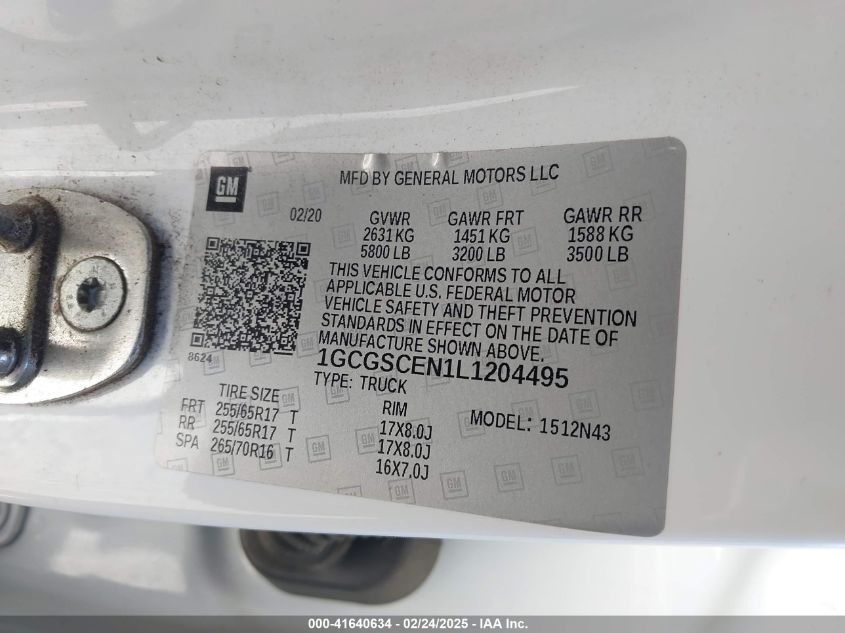 GM
MFD BY GENERAL MOTORS LLC
02/20
GVWR GAWR FRT GAWR RR
2631 KG 1451 KG 1588 KG
5800 LB 3200 LB 3500 LB
THIS VEHICLE CONFORMS TO ALL
APPLICABLE U.S. FEDERAL MOTOR
VEHICLE SAFETY AND THEFT PREVENTION
STANDARDS IN EFFECT ON THE DATE OF
MANUFACTURE SHOWN ABOVE.
8624
1GCGSCEN1L1204495
TYPE: TRUCK
TIRE SIZE RIM MODEL: 1512N43
FRT 255/65R17 T 17X8.0J
RR 255/65R17 T 17X8.0J
SPA 265/70R16 T 16X7.0J
000-41640634 - 02/24/2025 - IAA Inc.